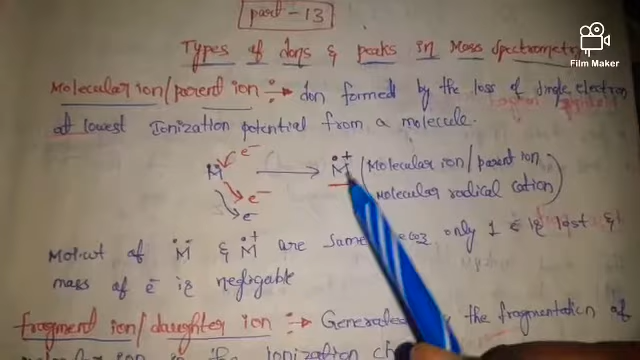 part-13
Types of Ions & peaks in Mass Spectrometry
Film Maker
Molecular ion/parent ion :→ Ion formed by the loss of single electron
at lowest Ionization potential from a molecule.
M e⁻ → M•+ (Molecular ion/parent ion
e⁻ Molecular radical cation)
e⁻
Mol.wt of M & M•+ are same only 1 e⁻ is lost &
mass of e⁻ is negligable
fragment ion/daughter ion :→ Generated the fragmentation of
ion if ionization